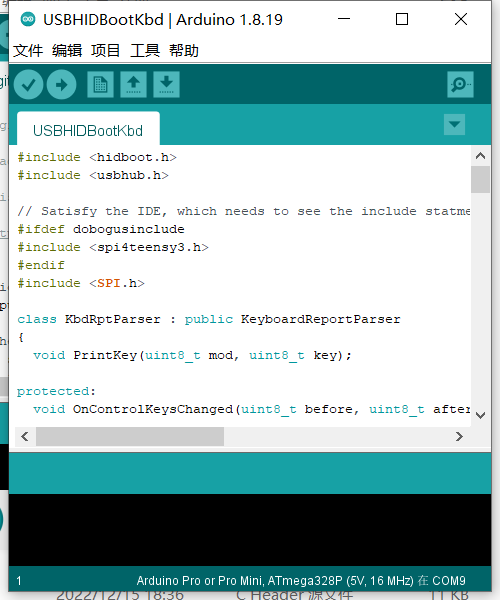 USBHIDBootKbd | Arduino 1.8.19
文件 编辑 项目 工具 帮助
USBHIDBootKbd
#include <hidboot.h>
#include <usbhub.h>
// Satisfy the IDE, which needs to see the include statme
#ifdef dobogusinclude
#include <spi4teensy3.h>
#endif
#include <SPI.h>
class KbdRptParser : public KeyboardReportParser
{
void PrintKey(uint8_t mod, uint8_t key);
protected:
void OnControlKeysChanged(uint8_t before, uint8_t after
1 Arduino Pro or Pro Mini, ATmega328P (5V, 16 MHz) 在 COM9
2022/12/15 18:36 C Header 源文件 11 KB